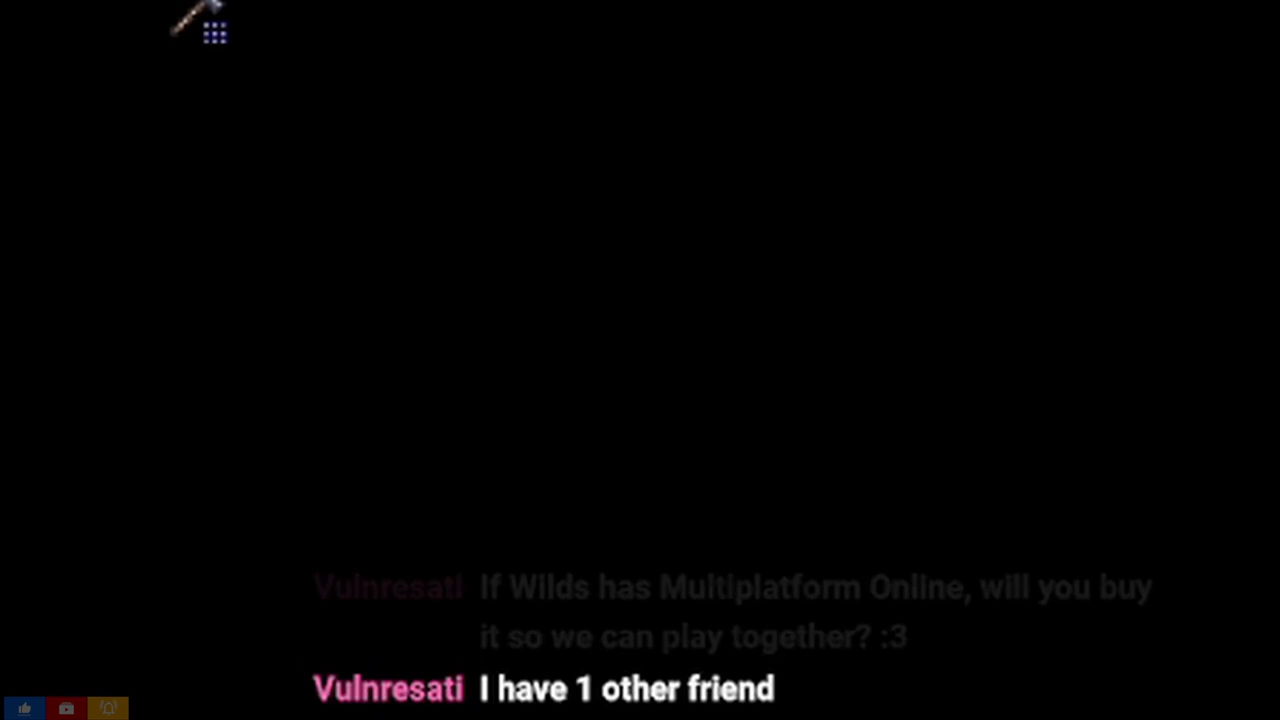 Vulnresati If Wilds has Multiplatform Online, will you buy
it so we can play together? :3
Vulnresati I have 1 other friend